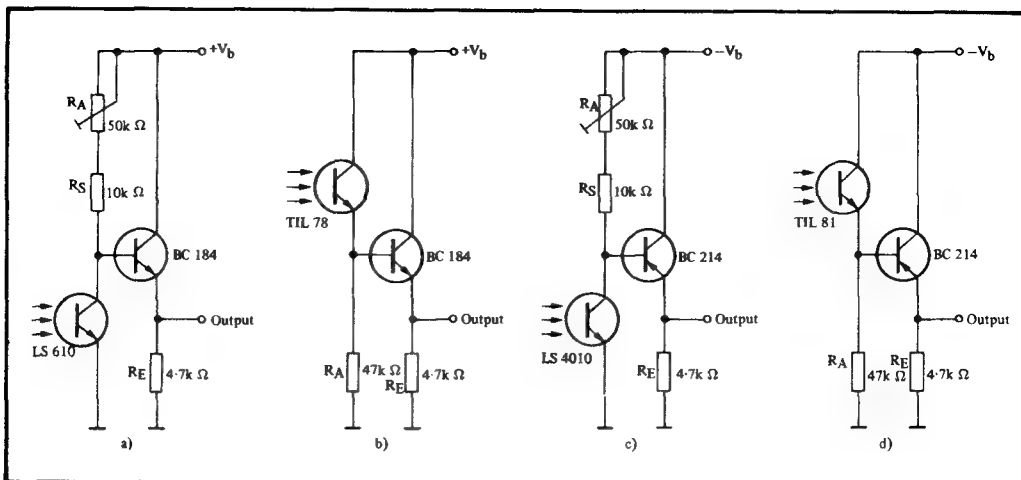 +Vb
RA
50k Ω
RS
10k Ω
BC 184
LS 610
Output
RE
4·7k Ω
a)
+Vb
TIL 78
BC 184
Output
RA
47k Ω
RE
4·7k Ω
b)
−Vb
RA
50k Ω
RS
10k Ω
BC 214
LS 4010
Output
RE
4·7k Ω
c)
−Vb
TIL 81
BC 214
Output
RA
47k Ω
RE
4·7k Ω
d)